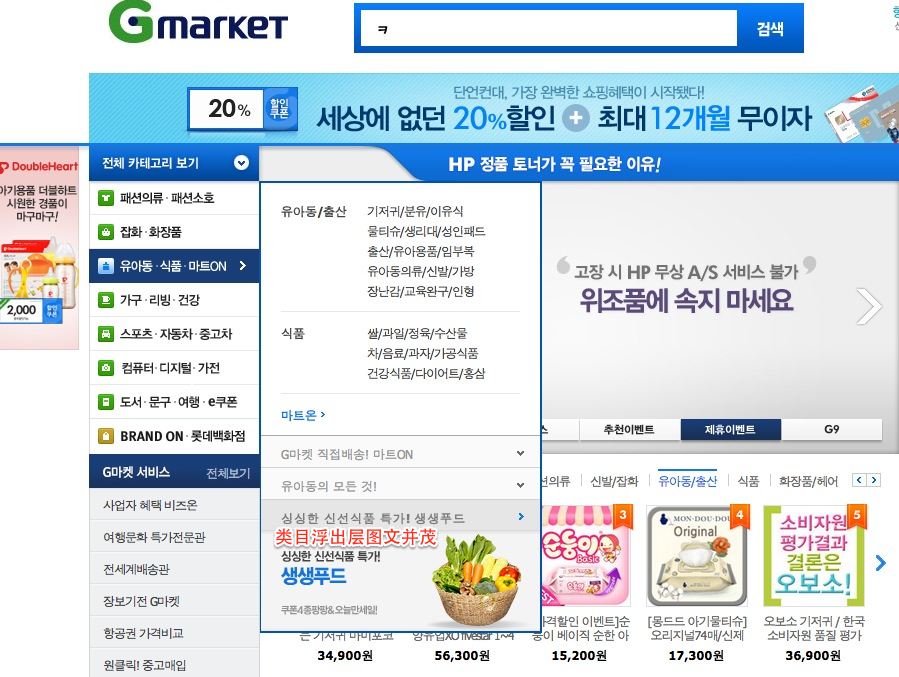 Gmarket
ㅋ
검색
20%
할인
쿠폰
단언컨대, 가장 완벽한 쇼핑혜택이 시작됐다!
세상에 없던 20%할인 + 최대 12개월 무이자
DoubleHeart
아기용품 더블하트
시원한 경품이
마구마구!
2,000
할인
쿠폰
전체 카테고리 보기
HP 정품 토너가 꼭 필요한 이유!
패션의류·패션소호
잡화·화장품
유아동·식품·마트ON
가구·리빙·건강
스포츠·자동차·중고차
컴퓨터·디지털·가전
도서·문구·여행·e쿠폰
BRAND ON·롯데백화점
G마켓 서비스
전체보기
사업자 혜택 비즈온
여행문화 특가전문관
전세계배송관
장보기전 G마켓
항공권 가격비교
원클릭! 중고매입
유아동/출산
기저귀/분유/이유식
물티슈/생리대/성인패드
출산/유아용품/임부복
유아동의류/신발/가방
장난감/교육완구/인형
식품
쌀/과일/정육/수산물
차/음료/과자/가공식품
건강식품/다이어트/홍삼
마트온 >
G마켓 직접배송! 마트ON
유아동의 모든 것!
싱싱한 신선식품 특가! 생생푸드
类目浮出层图文并茂
싱싱한 신선식품 특가!
생생푸드
쿠폰4종팡팡&오늘만세일!
고장 시 HP 무상 A/S 서비스 불가
위조품에 속지 마세요
스
추천이벤트
제휴이벤트
G9
션의류
신발/잡화
유아동/출산
식품
화장품/헤어
3
순둥이
Basic
4
MON-DOU-DOU
Original
5
소비자원
평가결과
결론은
오보소!
는 기저귀 마미포코
양유업XO fivestar 1~4
가격할인]순
둥이 베이직 순한 아
[몽드드 아기물티슈]
오리지널74매/신제
오보소 기저귀 / 한국
소비자원 품질 평가
34,900원
56,300원
15,200원
17,300원
36,900원